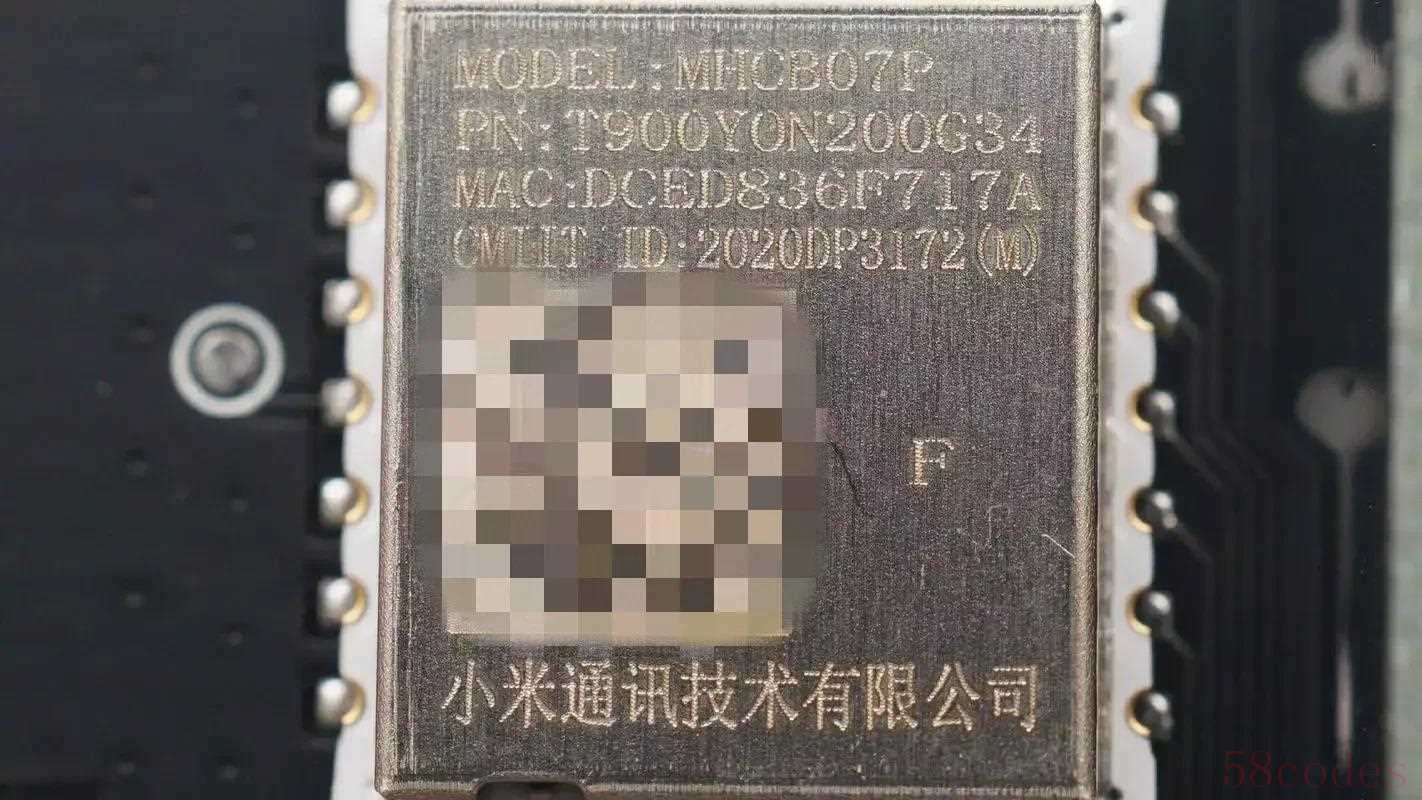 MODEL:MHCB07P
PN:T900Y0N200G34
MAC:DCED836F717A
CMIIT ID:2020DP3172(M)
F
小米通讯技术有限公司
58codes